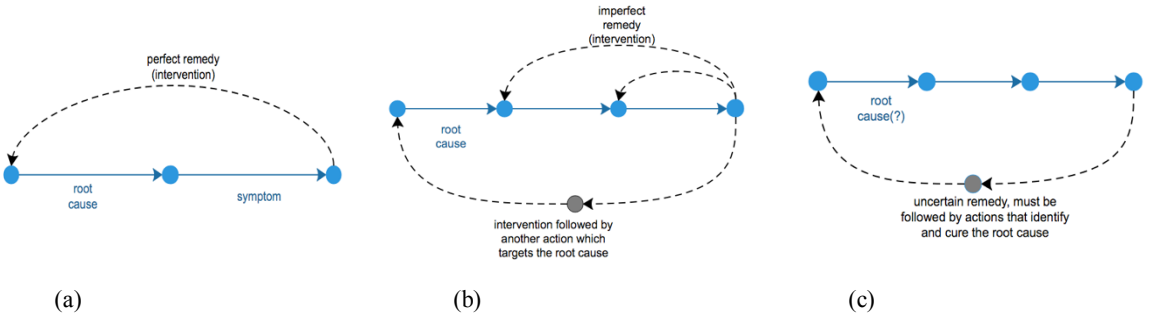 perfect remedy
(intervention)
root
cause
symptom
(a)
imperfect
remedy
(intervention)
root
cause
intervention followed by
another action which
targets the root cause
(b)
root
cause(?)
uncertain remedy, must be
followed by actions that identify
and cure the root cause
(c)